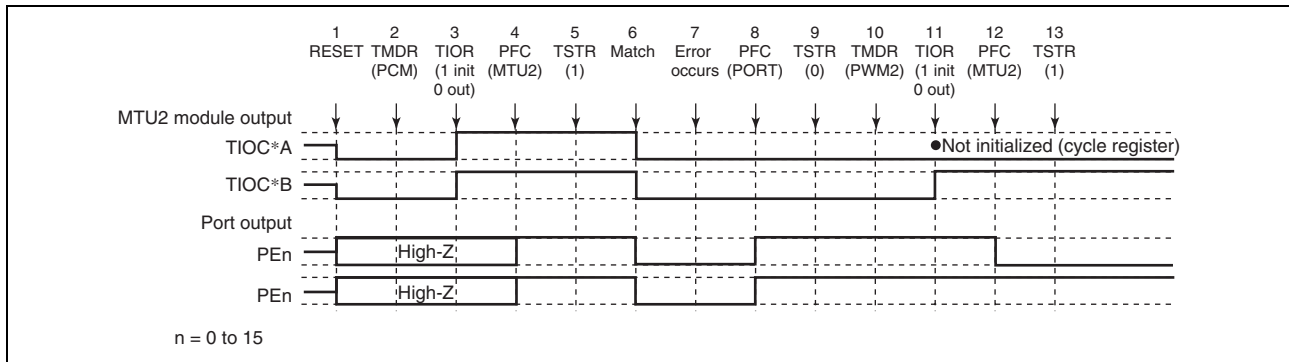 1 2 3 4 5 6 7 8 9 10 11 12 13
RESET TMDR TIOR PFC TSTR Match Error PFC TSTR TMDR TIOR PFC TSTR
(PCM) (1 init (MTU2) (1) occurs (PORT) (0) (PWM2) (1 init (MTU2) (1)
0 out) 0 out)
MTU2 module output
TIOC*A
●Not initialized (cycle register)
TIOC*B
Port output
PEn
High-Z
PEn
High-Z
n = 0 to 15